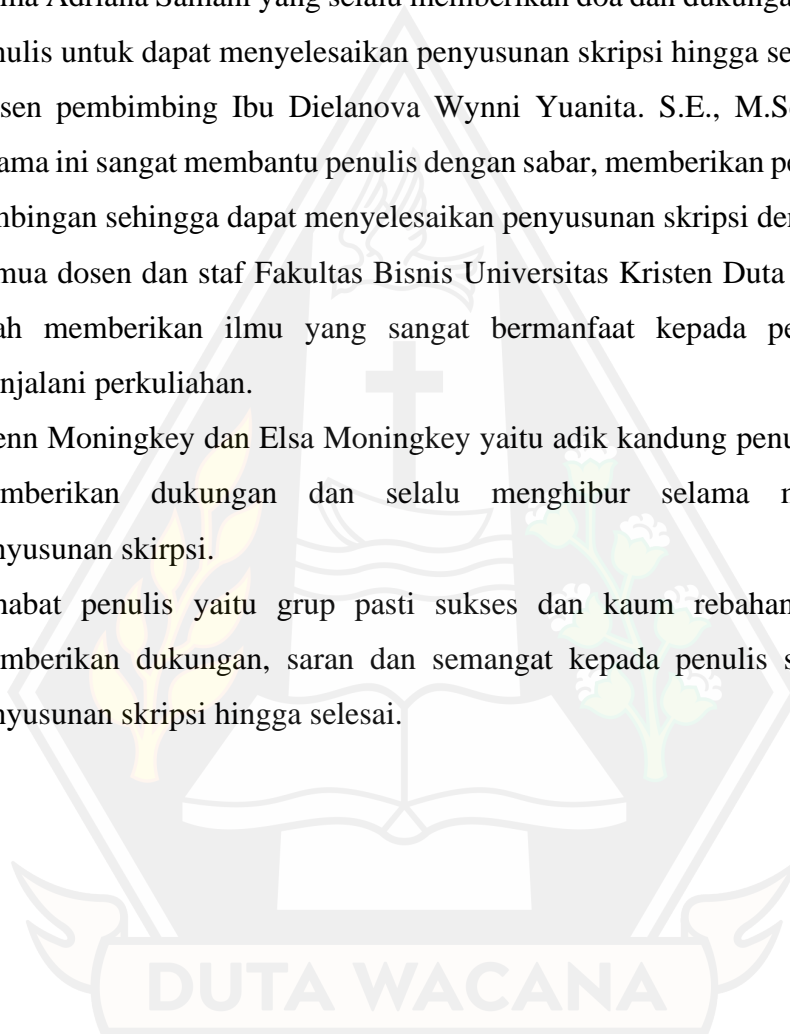 ma Adriana Samani yang selalu memberikan doa dan dukungan
nulis untuk dapat menyelesaikan penyusunan skripsi hingga se
sen pembimbing Ibu Dielanova Wynni Yuanita. S.E., M.S
ama ini sangat membantu penulis dengan sabar, memberikan pe
mbingan sehingga dapat menyelesaikan penyusunan skripsi de
mua dosen dan staf Fakultas Bisnis Universitas Kristen Duta
ah memberikan ilmu yang sangat bermanfaat kepada pe
njalani perkuliahan.
enn Moningkey dan Elsa Moningkey yaitu adik kandung penu
mberikan dukungan dan selalu menghibur selama m
nyusunan skirpsi.
habat penulis yaitu grup pasti sukses dan kaum rebahan
mberikan dukungan, saran dan semangat kepada penulis s
nyusunan skripsi hingga selesai.
DUTA WACANA